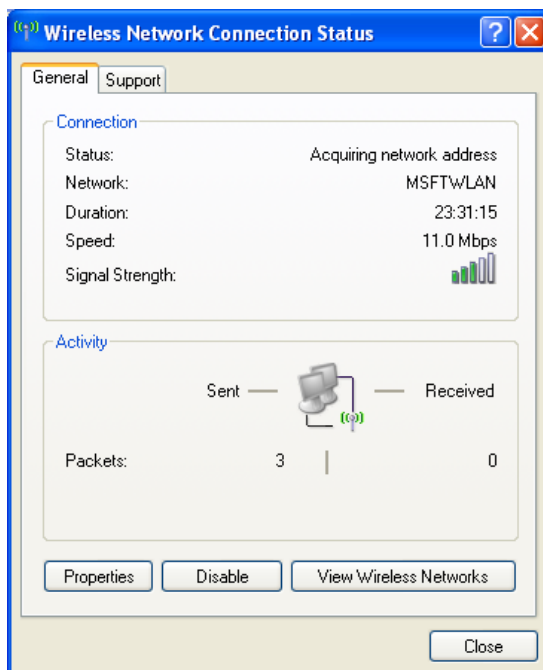 Wireless Network Connection Status
General Support
Connection
Status: Acquiring network address
Network: MSFTWLAN
Duration: 23:31:15
Speed: 11.0 Mbps
Signal Strength:
Activity
Sent Received
Packets: 3 0
Properties Disable View Wireless Networks
Close